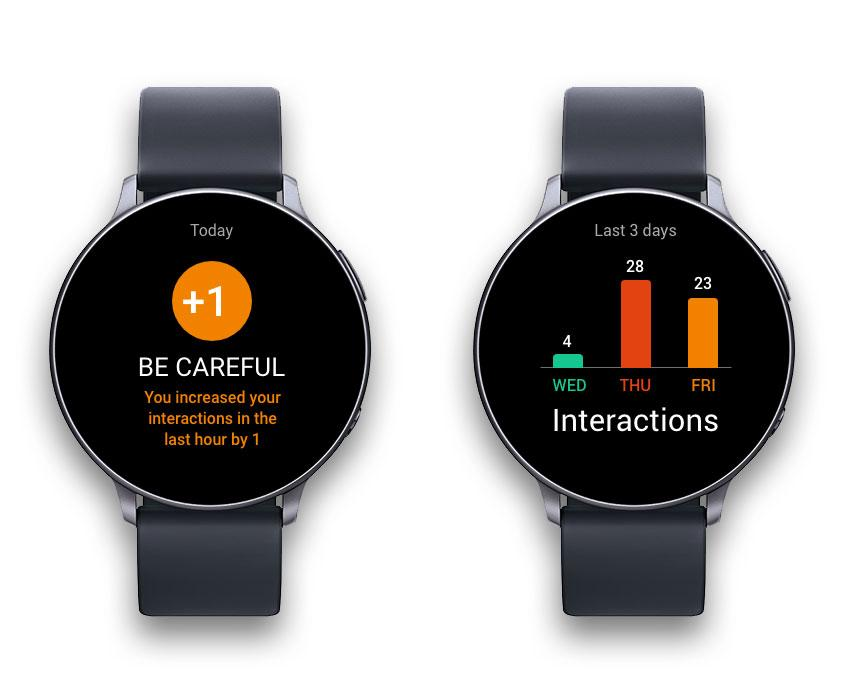 Today
+1
BE CAREFUL
You increased your
interactions in the
last hour by 1
Last 3 days
28
23
4
WED THU FRI
Interactions